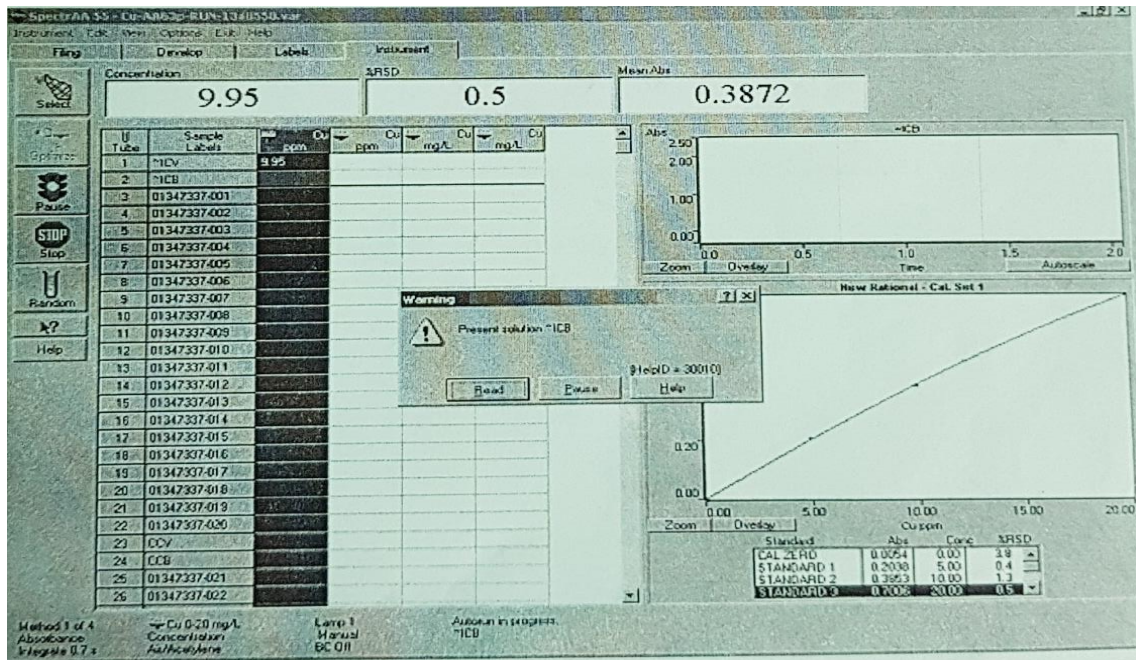 SpectrAA 55 - Cu-AA63p-RUN-1348550.var
Instrument Edit View Options Exit Help
Filing Develop Labels Instrument
Select
Optimize
Pause
STOP
Stop
Random
Help
Concentration %RSD Mean Abs
9.95 0.5 0.3872
Tube Sample Labels Cu ppm Cu ppm Cu mg/L Cu mg/L
1 ~ICV 9.95
2 ~ICB
3 01347337-001
4 01347337-002
5 01347337-003
6 01347337-004
7 01347337-005
8 01347337-006
9 01347337-007
10 01347337-008
11 01347337-009
12 01347337-010
13 01347337-011
14 01347337-012
15 01347337-013
16 01347337-014
17 01347337-015
18 01347337-016
19 01347337-017
20 01347337-018
21 01347337-019
22 01347337-020
23 CCV
24 CCB
25 01347337-021
26 01347337-022
~ICB
Abs
2.50
2.00
1.00
0.00
0.0 0.5 1.0 1.5 2.0
Zoom Overlay Time Autoscale
Warning
Present solution ~ICB
[HelpID = 30010]
Read Pause Help
New Rational - Cal. Set 1
0.20
0.00
0.00 5.00 10.00 15.00 20.00
Zoom Overlay Cu ppm
Standard Abs Conc %RSD
CAL ZERO 0.0054 0.00 3.8
STANDARD 1 0.2038 5.00 0.4
STANDARD 2 0.3853 10.00 1.3
STANDARD 3 20.00 0.5
Method 1 of 4
Absorbance
Integrate 0.7 s
Cu 0-20 mg/L
Concentration
Air/Acetylene
Lamp 1
Manual
BC Off
Autorun in progress.
~ICB